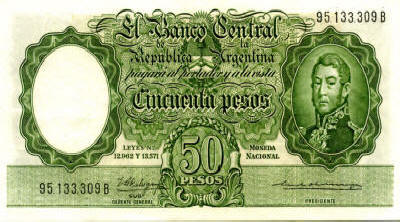 95.133.309 B
El Banco Central
de la
República Argentina
pagará al portador y a la vista
Cincuenta pesos
LEYES Nos.
12.962 Y 13.571
MONEDA
NACIONAL
50
PESOS
95.133.309 B
GERENTE GENERAL
PRESIDENTE